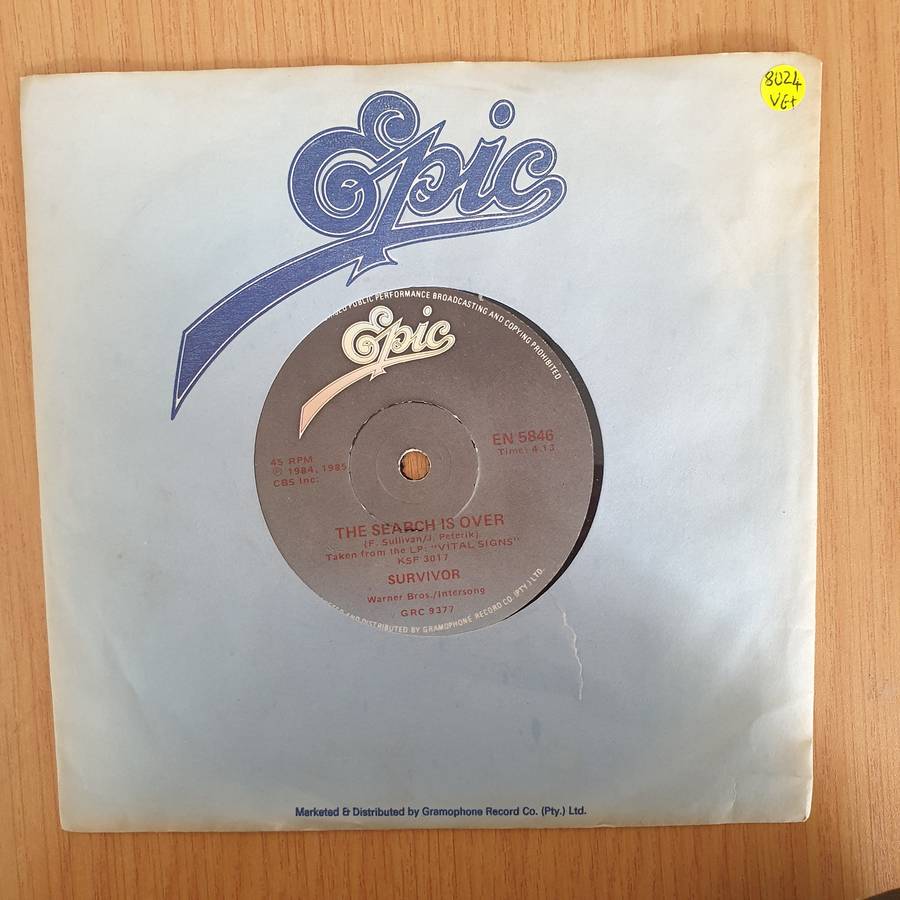 8024
VG+
Epic
PUBLIC PERFORMANCE BROADCASTING AND COPYING PROHIBITED
Epic
EN 5846
Time: 4.13
45 RPM
℗ 1984, 1985
CBS Inc.
THE SEARCH IS OVER
(F. Sullivan/J. Peterik)
Taken from the LP: "VITAL SIGNS"
KSF 3017
SURVIVOR
Warner Bros./Intersong
GRC 9377
AND DISTRIBUTED BY GRAMOPHONE RECORD CO. (PTY.) LTD.
Marketed & Distributed by Gramophone Record Co. (Pty.) Ltd.